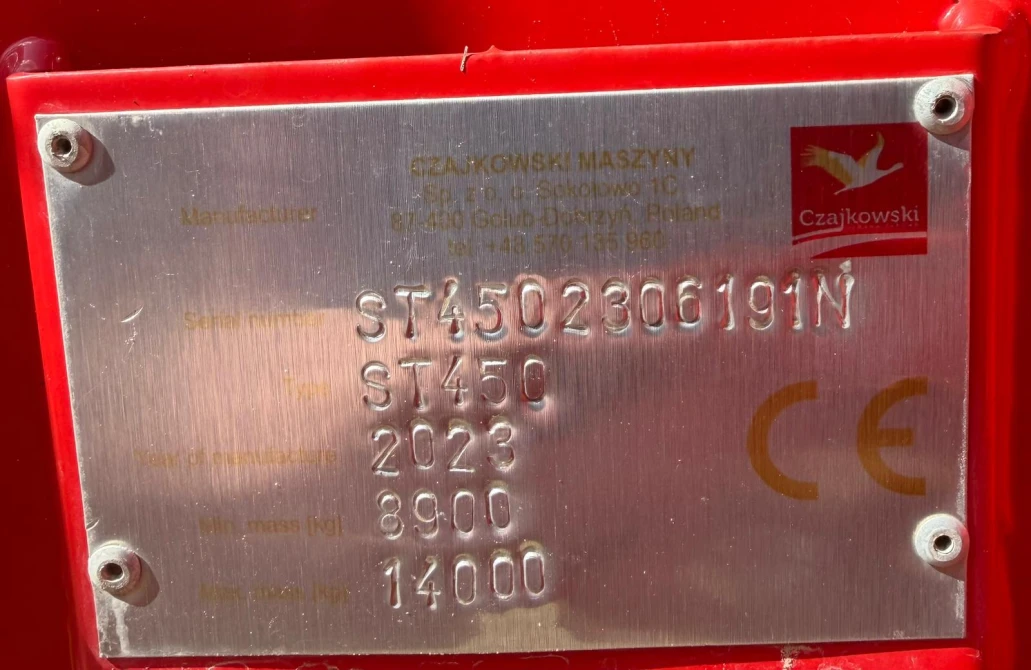 CZAJKOWSKI MASZYNY
Sp. z o. o. Sokołowo 1C
Manufacturer
87-400 Golub-Dobrzyń, Poland
tel. +48 570 135 960
Czajkowski
Serial number ST4502306191N
Type ST450
Year of manufacture 2023
Min. mass [kg] 8900
Max. mass [kg] 14000
CE